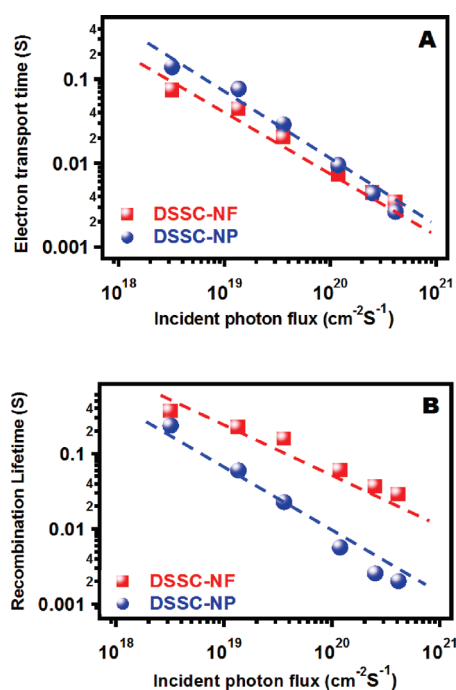 A
Electron transport time (S)
4
2
0.1
4
2
0.01
4
2
0.001
DSSC-NF
DSSC-NP
10^18
10^19
10^20
10^21
Incident photon flux (cm^-2S^-1)
B
Recombination Lifetime (S)
4
2
0.1
4
2
0.01
4
2
0.001
DSSC-NF
DSSC-NP
10^18
10^19
10^20
10^21
Incident photon flux (cm^-2S^-1)